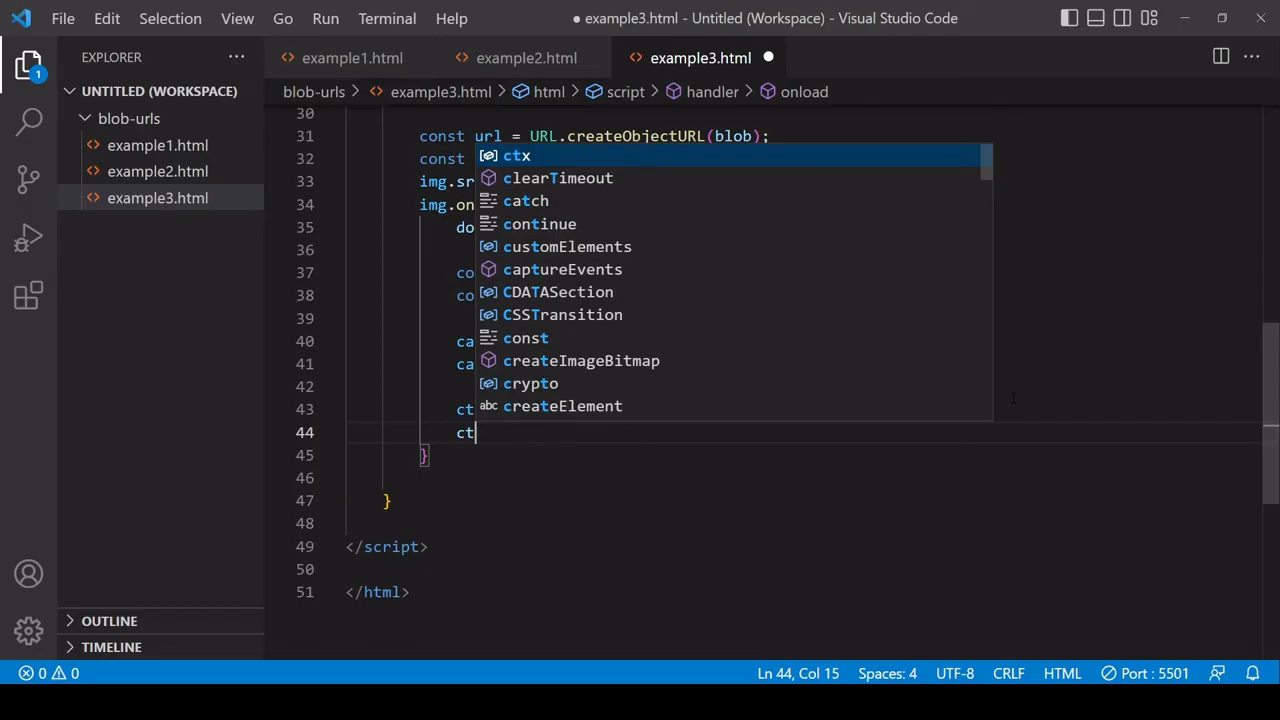 File Edit Selection View Go Run Terminal Help ● example3.html - Untitled (Workspace) - Visual Studio Code
EXPLORER ···
1
UNTITLED (WORKSPACE)
blob-urls
example1.html
example2.html
example3.html
OUTLINE
TIMELINE
example1.html example2.html example3.html
blob-urls > example3.html > html > script > handler > onload
30
31 const url = URL.createObjectURL(blob);
32 const
33 img.sr
34 img.on
35 do
36
37 co
38 co
39
40 ca
41 ca
42
43 ct
44 ct
45 }
46
47 }
48
49 </script>
50
51 </html>
ctx
clearTimeout
catch
continue
customElements
captureEvents
CDATASection
CSSTransition
const
createImageBitmap
crypto
abc createElement
0 0 Ln 44, Col 15 Spaces: 4 UTF-8 CRLF HTML Port : 5501